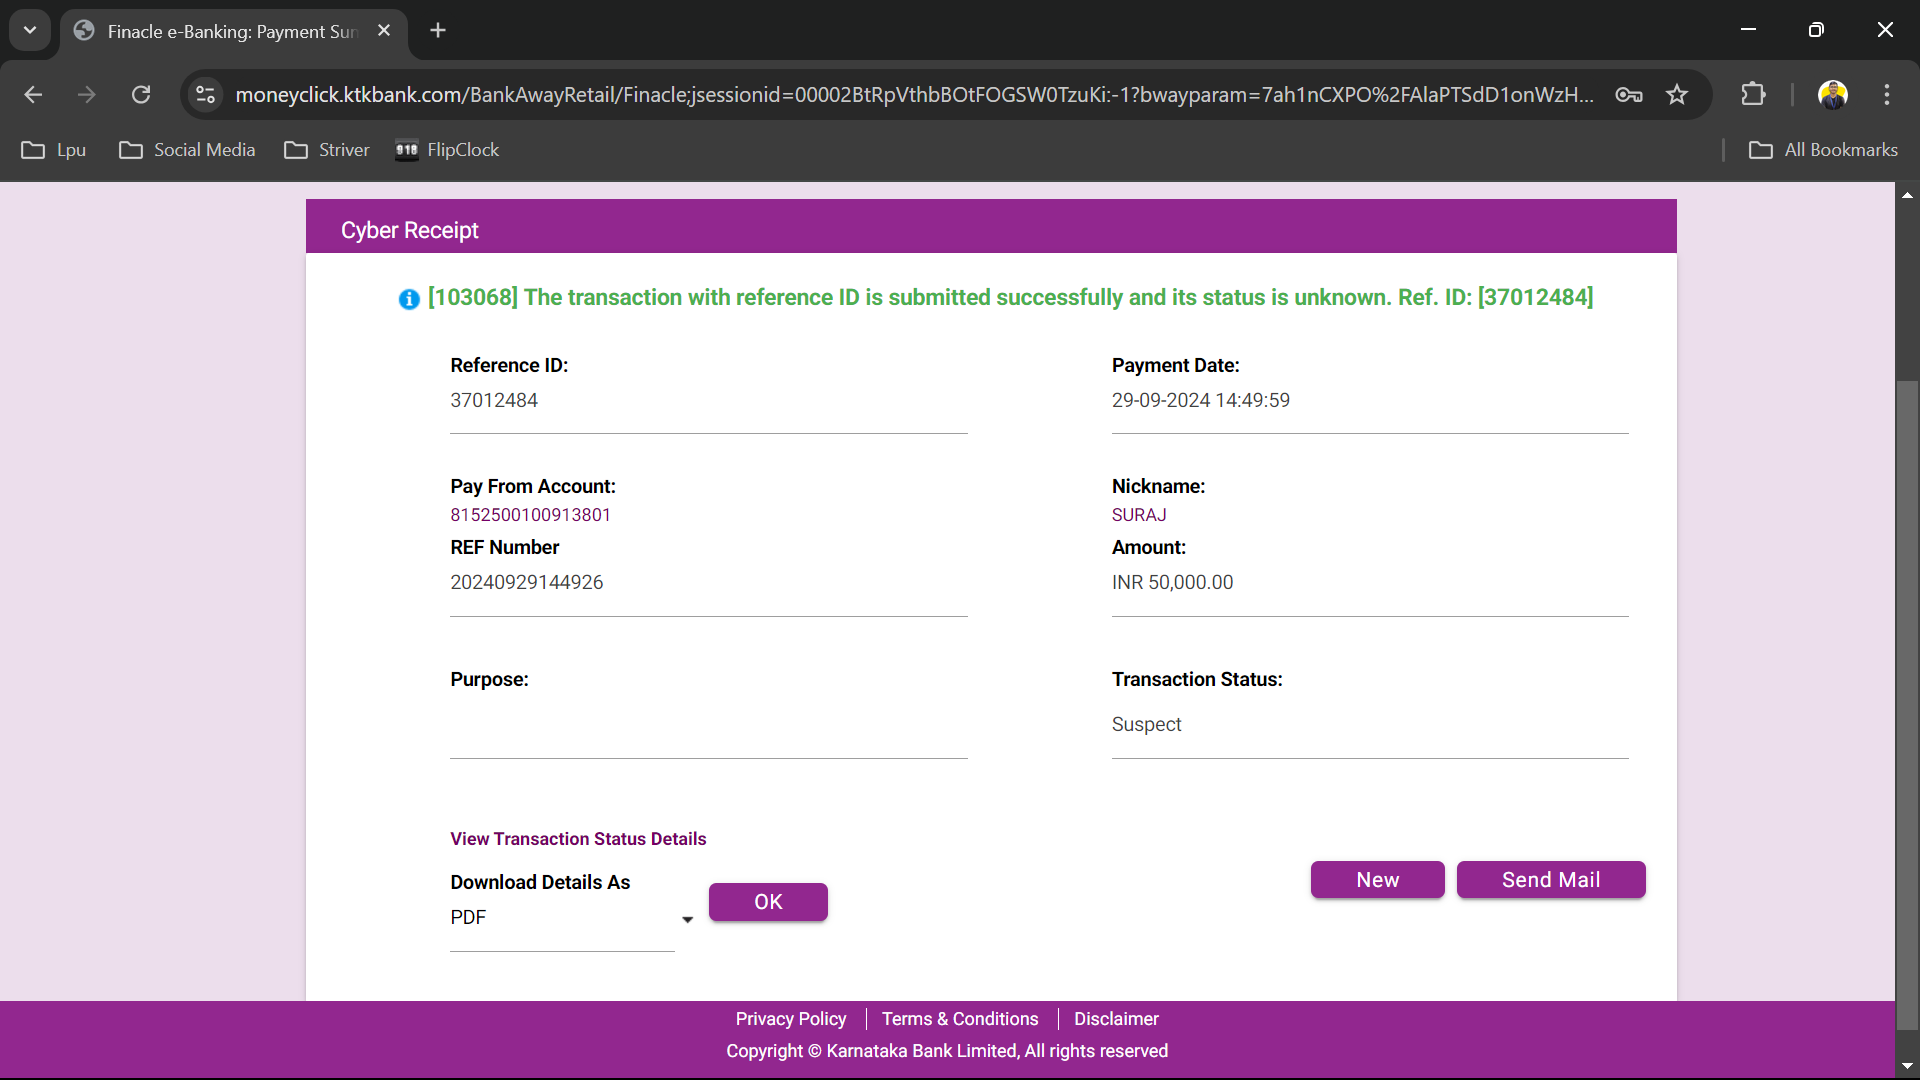 Finacle e-Banking: Payment Sun
moneyclick.ktkbank.com/BankAwayRetail/Finacle;jsessionid=00002BtRpVthbBOtFOGSW0TzuKi:-1?bwayparam=7ah1nCXPO%2FAlaPTSdD1onWzH...
Lpu
Social Media
Striver
918
FlipClock
All Bookmarks
Cyber Receipt
[103068] The transaction with reference ID is submitted successfully and its status is unknown. Ref. ID: [37012484]
Reference ID:
37012484
Payment Date:
29-09-2024 14:49:59
Pay From Account:
8152500100913801
Nickname:
SURAJ
REF Number
20240929144926
Amount:
INR 50,000.00
Purpose:
Transaction Status:
Suspect
View Transaction Status Details
Download Details As
PDF
OK
New
Send Mail
Privacy Policy
Terms & Conditions
Disclaimer
Copyright © Karnataka Bank Limited, All rights reserved